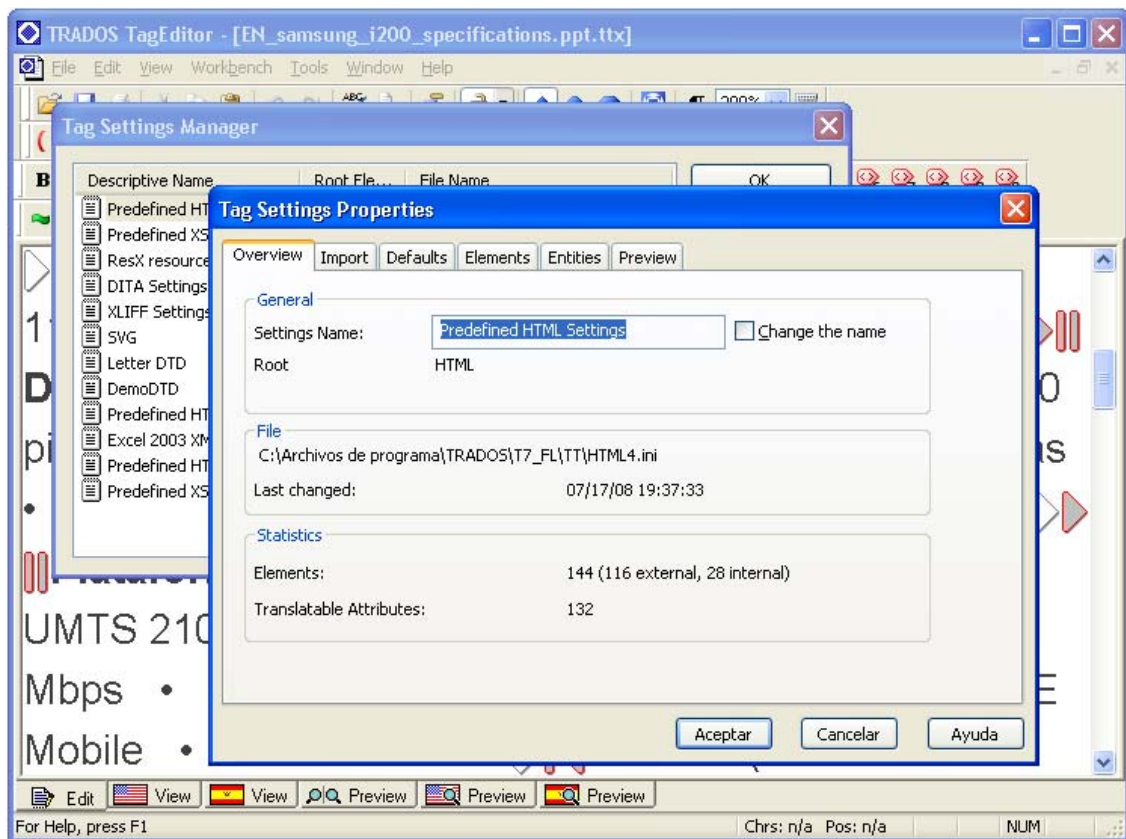 TRADOS TagEditor - [EN_samsung_i200_specifications.ppt.ttx]
File Edit View Workbench Tools Window Help
ABC 200%
Tag Settings Manager
B Descriptive Name Root Ele... File Name OK
Predefined HT
Predefined XS
ResX resource
DITA Settings
XLIFF Settings
SVG
Letter DTD
DemoDTD
Predefined HT
Excel 2003 XM
Predefined HT
Predefined XS
Tag Settings Properties
Overview Import Defaults Elements Entities Preview
General
Settings Name: Predefined HTML Settings Change the name
Root HTML
File
C:\Archivos de programa\TRADOS\T7_FL\TT\HTML4.ini
Last changed: 07/17/08 19:37:33
Statistics
Elements: 144 (116 external, 28 internal)
Translatable Attributes: 132
Aceptar Cancelar Ayuda
UMTS 210
Mbps •
Mobile •
Edit View View Preview Preview Preview
For Help, press F1 Chrs: n/a Pos: n/a NUM